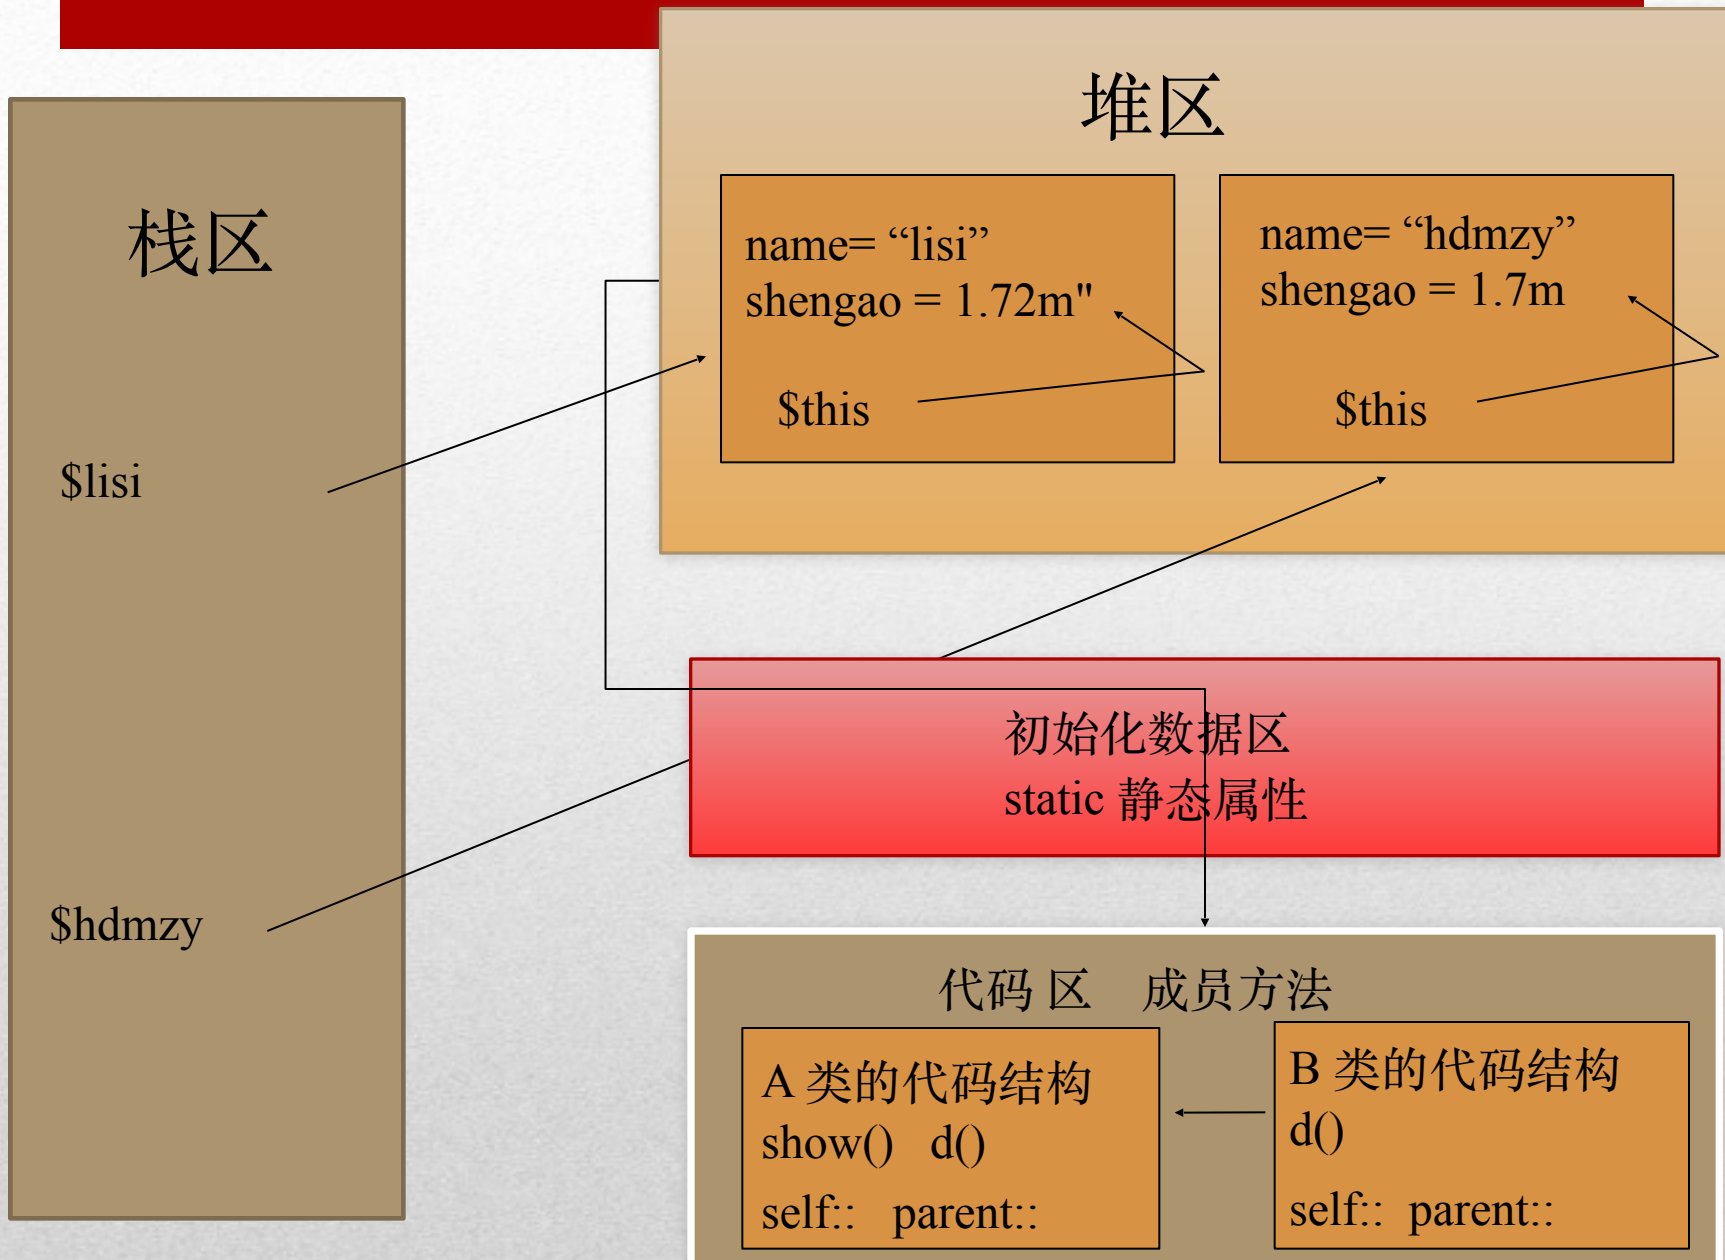 堆区
栈区
name= “lisi”
shengao = 1.72m"
$this
name= “hdmzy”
shengao = 1.7m
$this
$lisi
$hdmzy
初始化数据区
static 静态属性
代码 区 成员方法
A 类的代码结构
show() d()
self:: parent::
B 类的代码结构
d()
self:: parent::